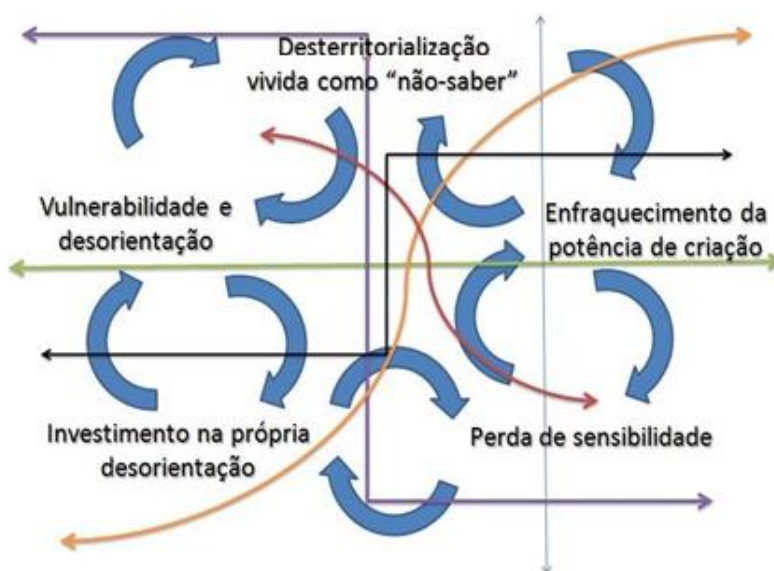 Desterritorialização
vivida como “não-saber”
Vulnerabilidade e
desorientação
Enfraquecimento da
potência de criação
Investimento na própria
desorientação
Perda de sensibilidade